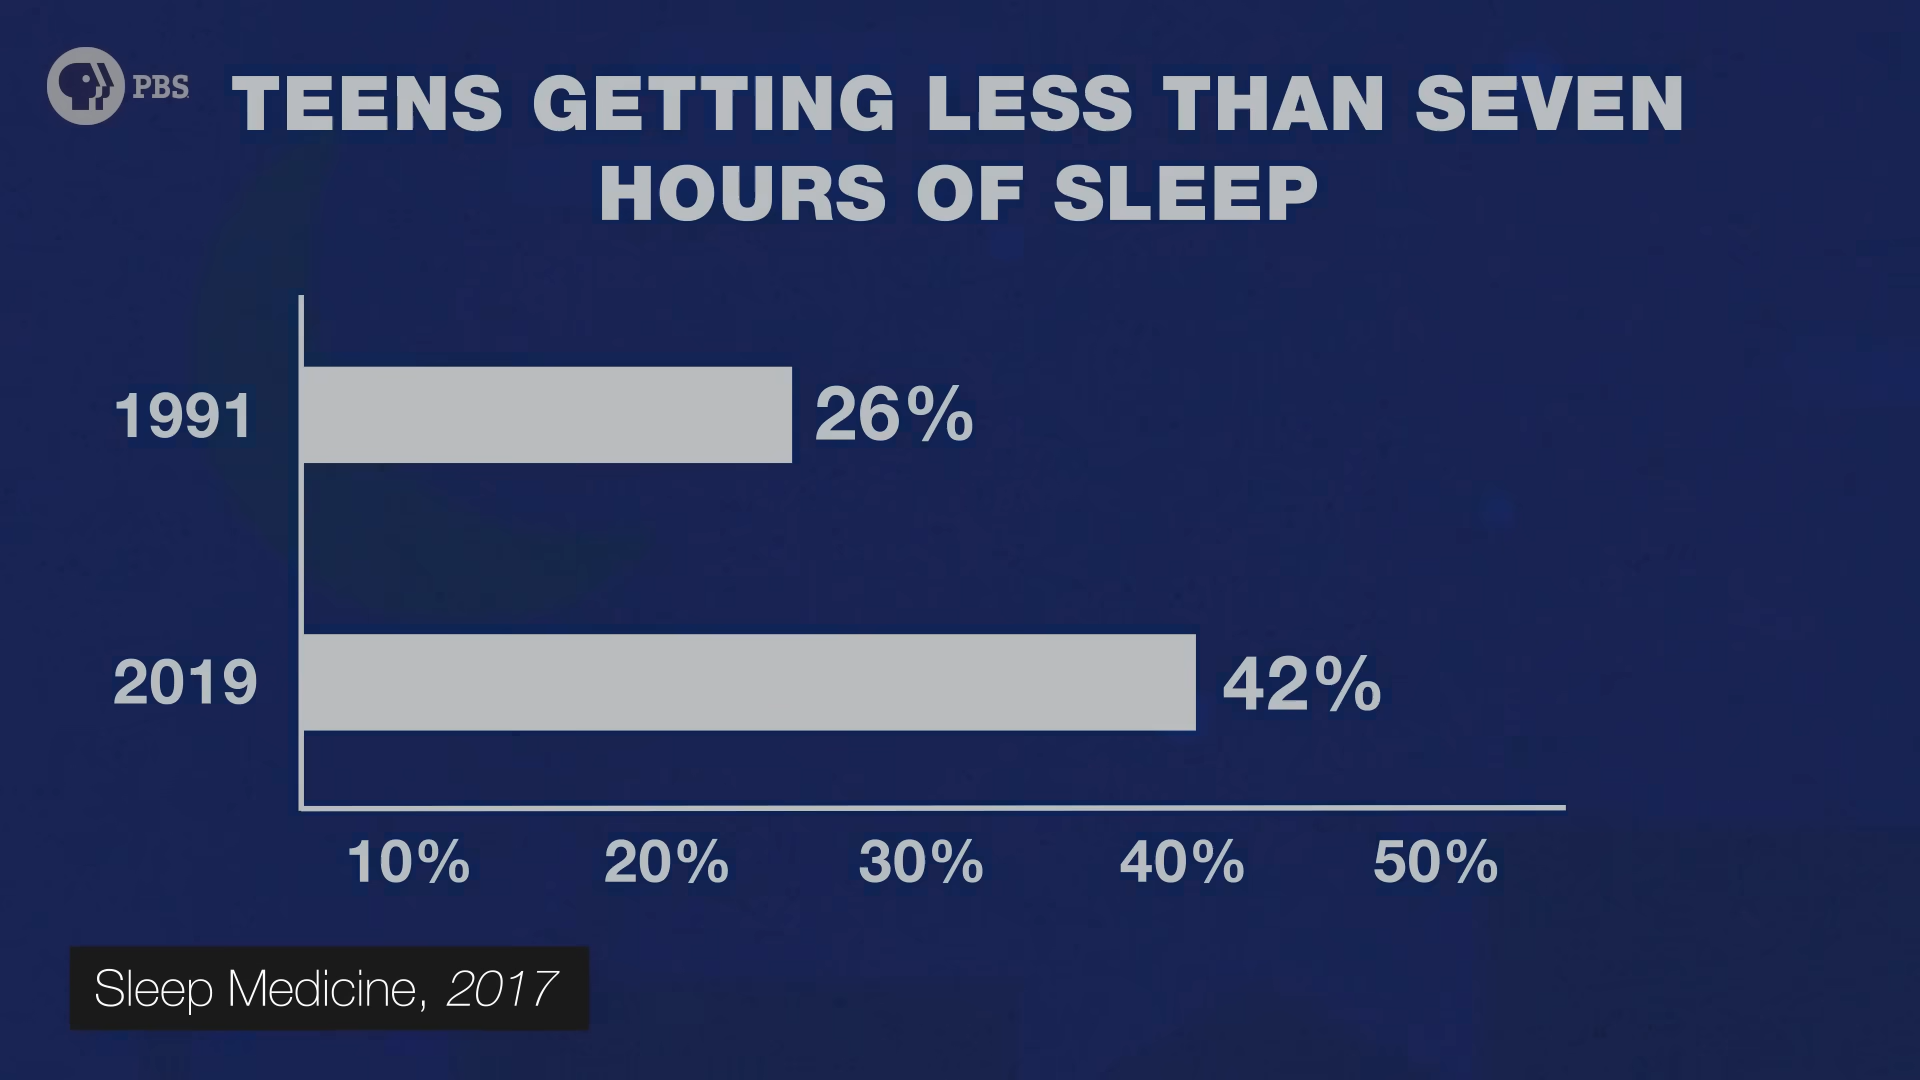 PBS
TEENS GETTING LESS THAN SEVEN
HOURS OF SLEEP
1991
26%
2019
42%
10% 20% 30% 40% 50%
Sleep Medicine, 2017